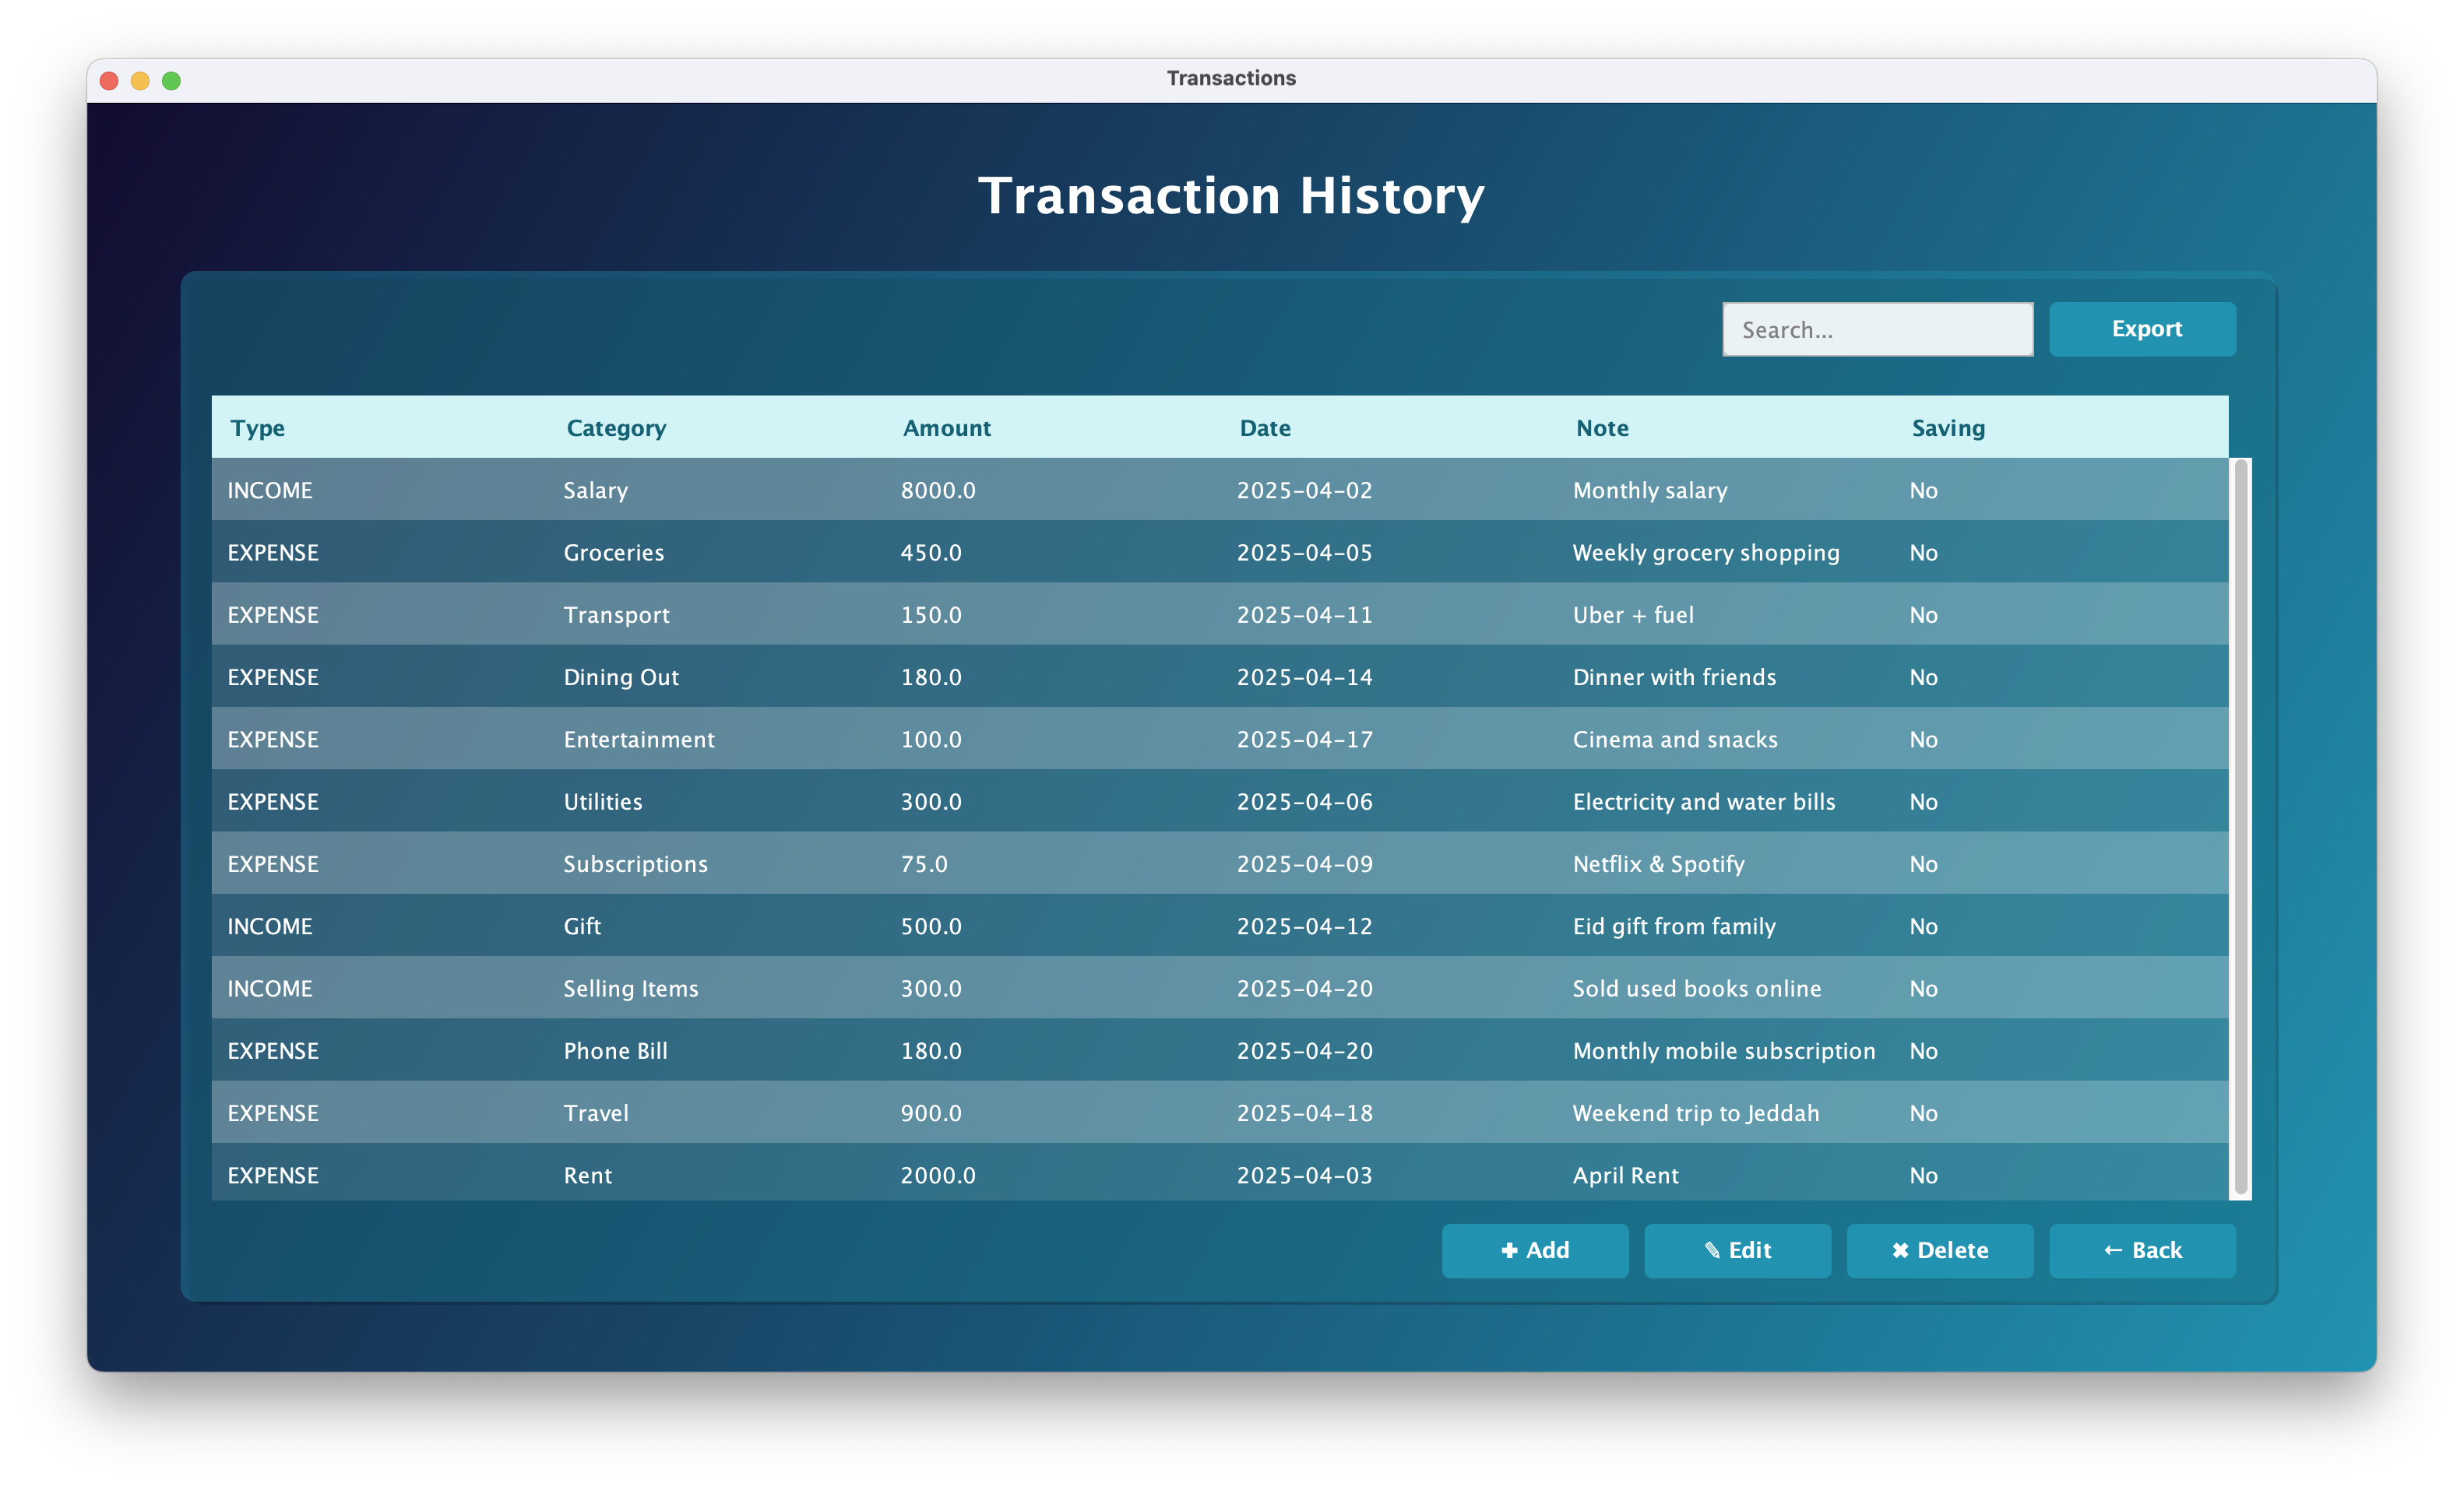 Transactions
Transaction History
Search... Export
Type Category Amount Date Note Saving
INCOME Salary 8000.0 2025-04-02 Monthly salary No
EXPENSE Groceries 450.0 2025-04-05 Weekly grocery shopping No
EXPENSE Transport 150.0 2025-04-11 Uber + fuel No
EXPENSE Dining Out 180.0 2025-04-14 Dinner with friends No
EXPENSE Entertainment 100.0 2025-04-17 Cinema and snacks No
EXPENSE Utilities 300.0 2025-04-06 Electricity and water bills No
EXPENSE Subscriptions 75.0 2025-04-09 Netflix & Spotify No
INCOME Gift 500.0 2025-04-12 Eid gift from family No
INCOME Selling Items 300.0 2025-04-20 Sold used books online No
EXPENSE Phone Bill 180.0 2025-04-20 Monthly mobile subscription No
EXPENSE Travel 900.0 2025-04-18 Weekend trip to Jeddah No
EXPENSE Rent 2000.0 2025-04-03 April Rent No
✚ Add ✎ Edit ✖ Delete ← Back